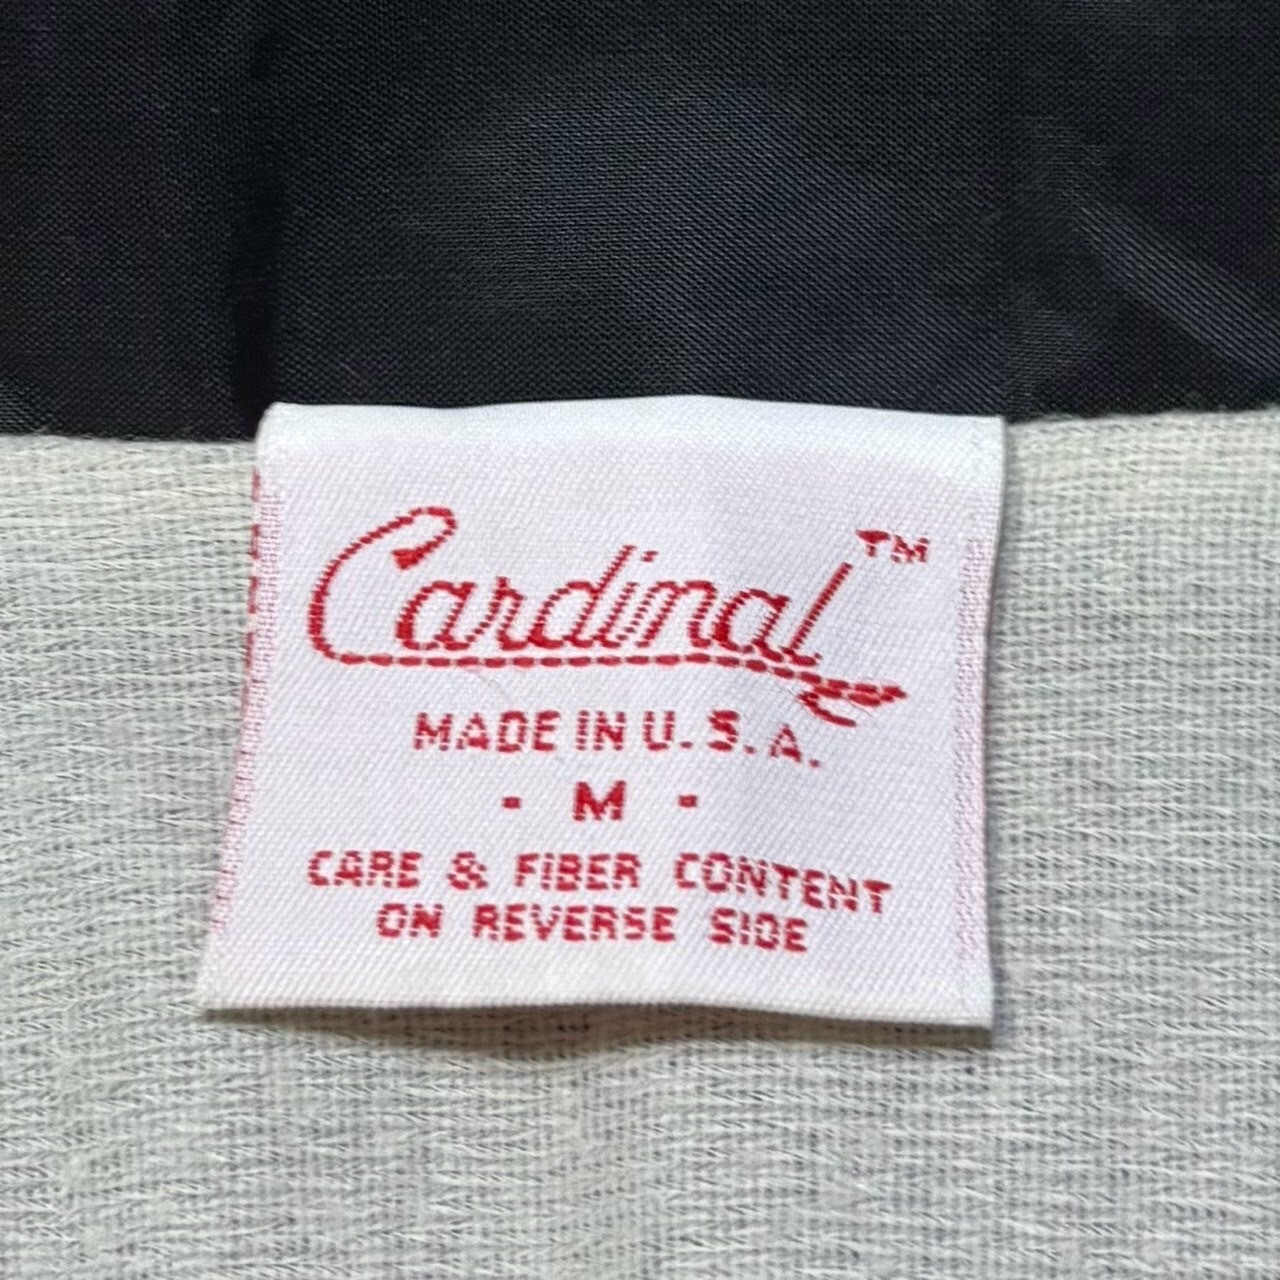 Cardinal™
MADE IN U.S.A.
- M -
CARE & FIBER CONTENT
ON REVERSE SIDE